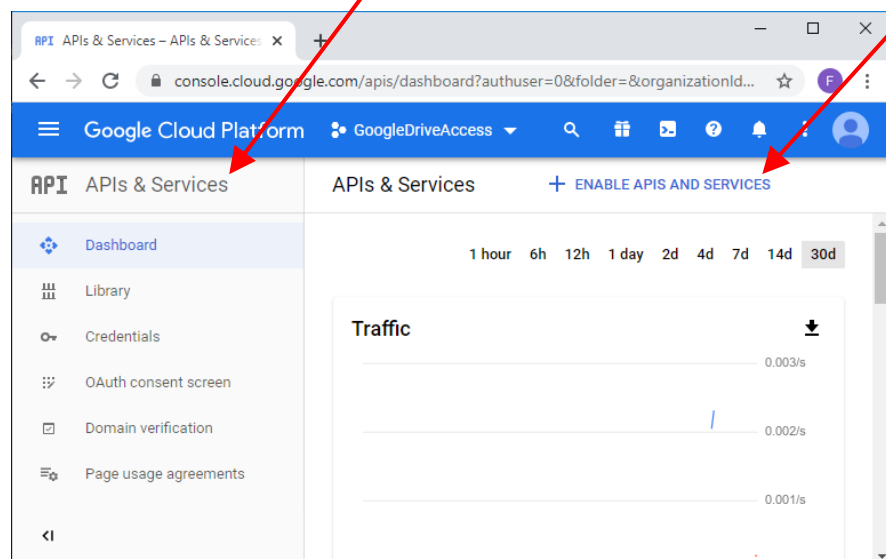 API APIs & Services – APIs & Services
console.cloud.google.com/apis/dashboard?authuser=0&folder=&organizationId... F
Google Cloud Platform GoogleDriveAccess
API APIs & Services APIs & Services + ENABLE APIS AND SERVICES
Dashboard
1 hour 6h 12h 1 day 2d 4d 7d 14d 30d
Library
Credentials
Traffic
0.003/s
OAuth consent screen
Domain verification
0.002/s
Page usage agreements
0.001/s